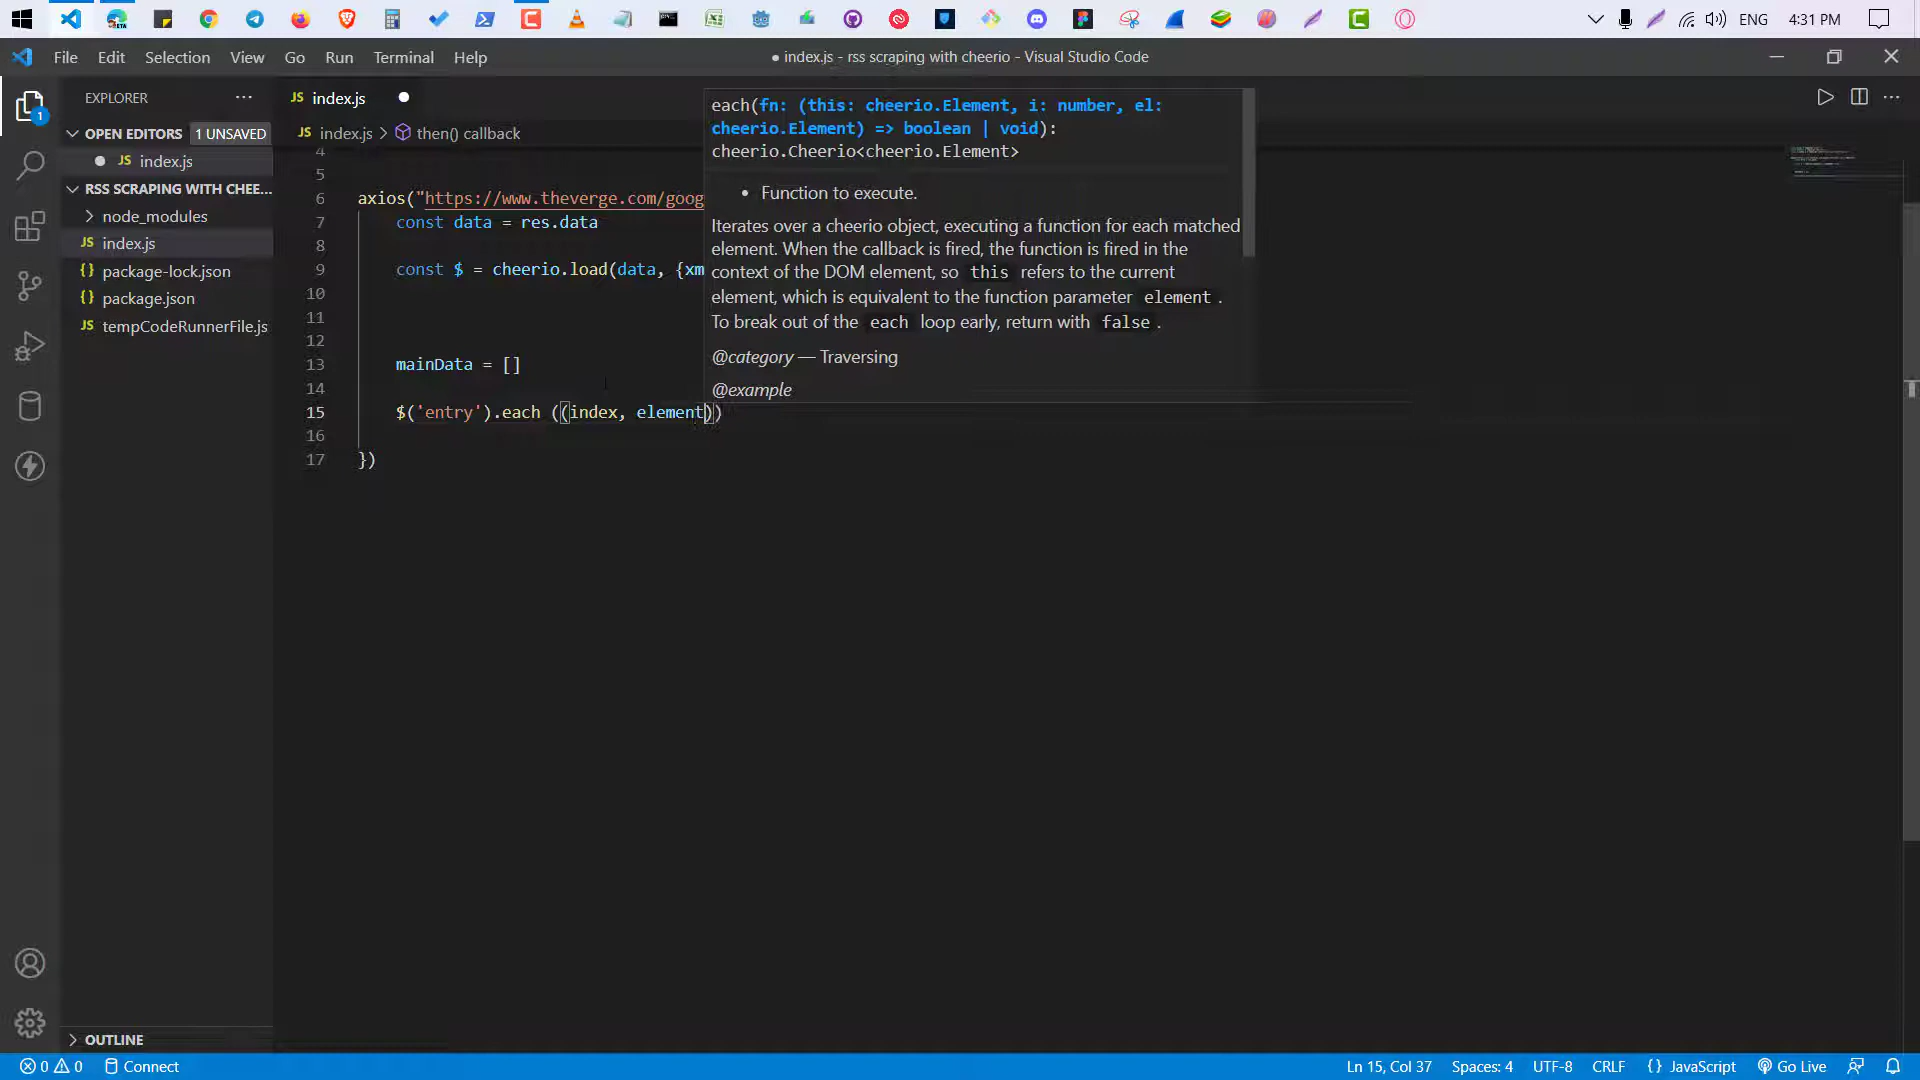 ENG
4:31 PM
File Edit Selection View Go Run Terminal Help
● index.js - rss scraping with cheerio - Visual Studio Code
EXPLORER ...
JS index.js ●
OPEN EDITORS 1 UNSAVED
● JS index.js
RSS SCRAPING WITH CHEE...
node_modules
JS index.js
{} package-lock.json
{} package.json
JS tempCodeRunnerFile.js
OUTLINE
JS index.js > then() callback
4
5
6 axios("https://www.theverge.com/goog
7 const data = res.data
8
9 const $ = cheerio.load(data, {xm
10
11
12
13 mainData = []
14
15 $('entry').each ((index, element))
16
17 })
each(fn: (this: cheerio.Element, i: number, el:
cheerio.Element) => boolean | void):
cheerio.Cheerio<cheerio.Element>
• Function to execute.
Iterates over a cheerio object, executing a function for each matched
element. When the callback is fired, the function is fired in the
context of the DOM element, so this refers to the current
element, which is equivalent to the function parameter element .
To break out of the each loop early, return with false .
@category — Traversing
@example
1
0 0 Connect
Ln 15, Col 37 Spaces: 4 UTF-8 CRLF {} JavaScript Go Live